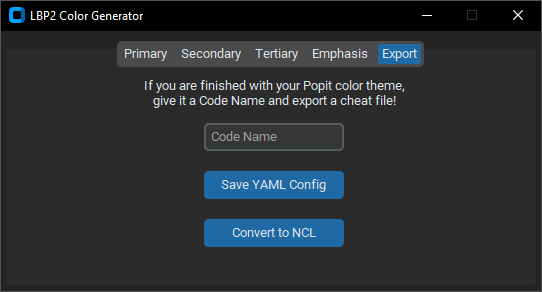 LBP2 Color Generator
Primary Secondary Tertiary Emphasis Export
If you are finished with your Popit color theme,
give it a Code Name and export a cheat file!
Code Name
Save YAML Config
Convert to NCL